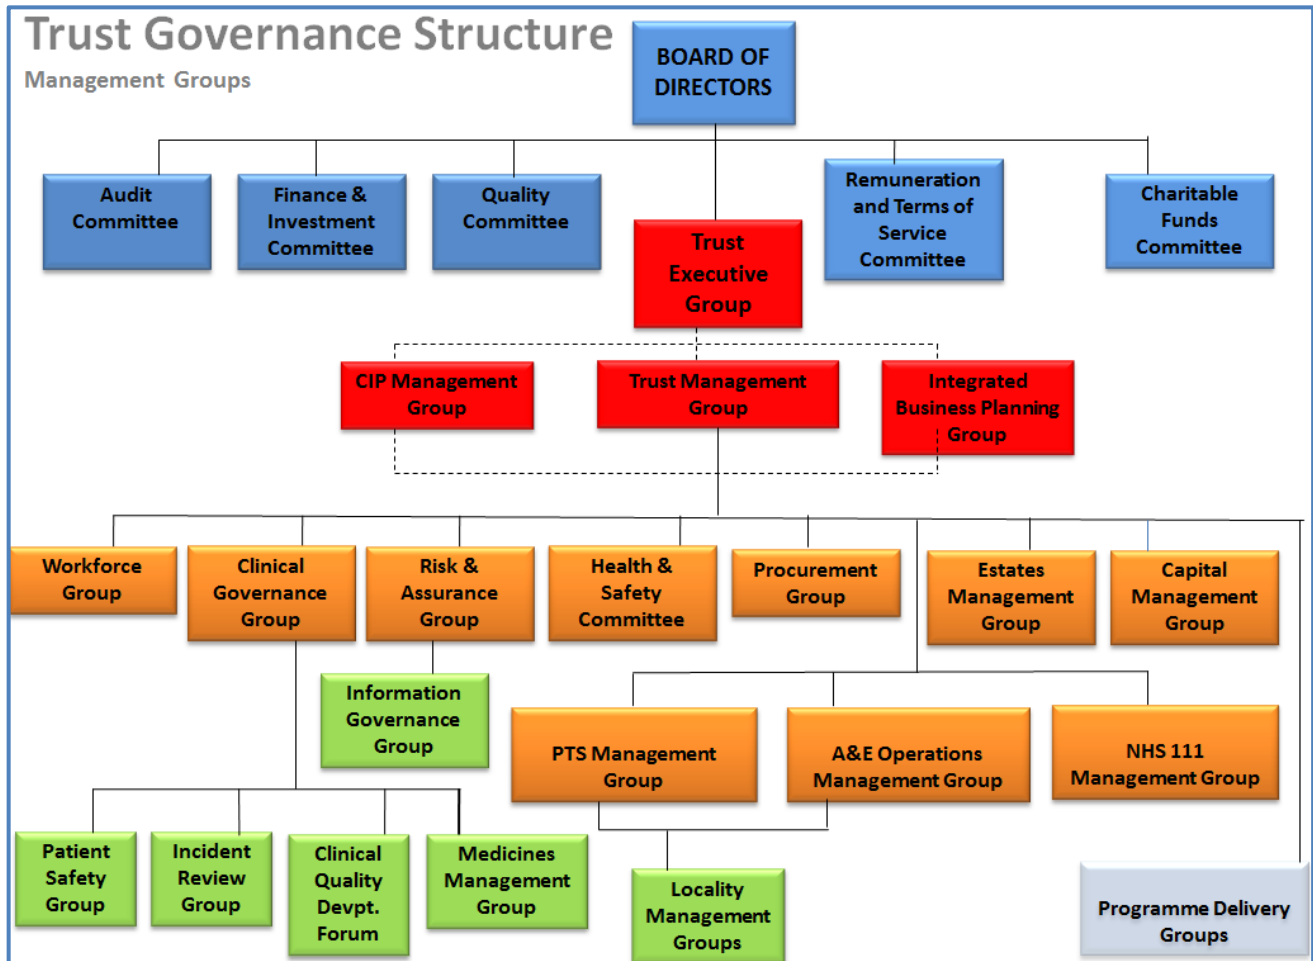 Trust Governance Structure
Management Groups
BOARD OF
DIRECTORS
Audit
Committee
Finance &
Investment
Committee
Quality
Committee
Trust
Executive
Group
Remuneration
and Terms of
Service
Committee
Charitable
Funds
Committee
CIP Management
Group
Trust Management
Group
Integrated
Business Planning
Group
Workforce
Group
Clinical
Governance
Group
Risk &
Assurance
Group
Health &
Safety
Committee
Procurement
Group
Estates
Management
Group
Capital
Management
Group
Information
Governance
Group
PTS Management
Group
A&E Operations
Management Group
NHS 111
Management Group
Patient
Safety
Group
Incident
Review
Group
Clinical
Quality
Devpt.
Forum
Medicines
Management
Group
Locality
Management
Groups
Programme Delivery
Groups